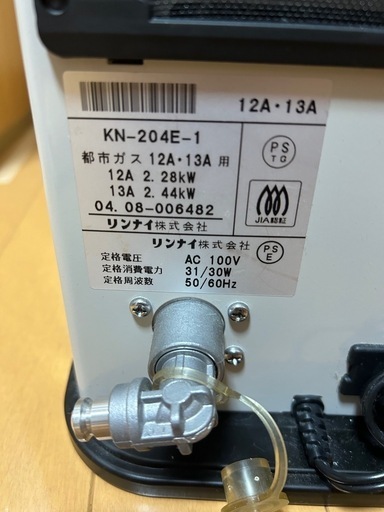 12A・13A
KN-204E-1
都市ガス 12A・13A 用
12A 2.28kW
13A 2.44kW
04.08-006482
リンナイ株式会社
PS
TG
JIA認証
リンナイ株式会社
PS
E
定格電圧 AC 100V
定格消費電力 31/30W
定格周波数 50/60Hz